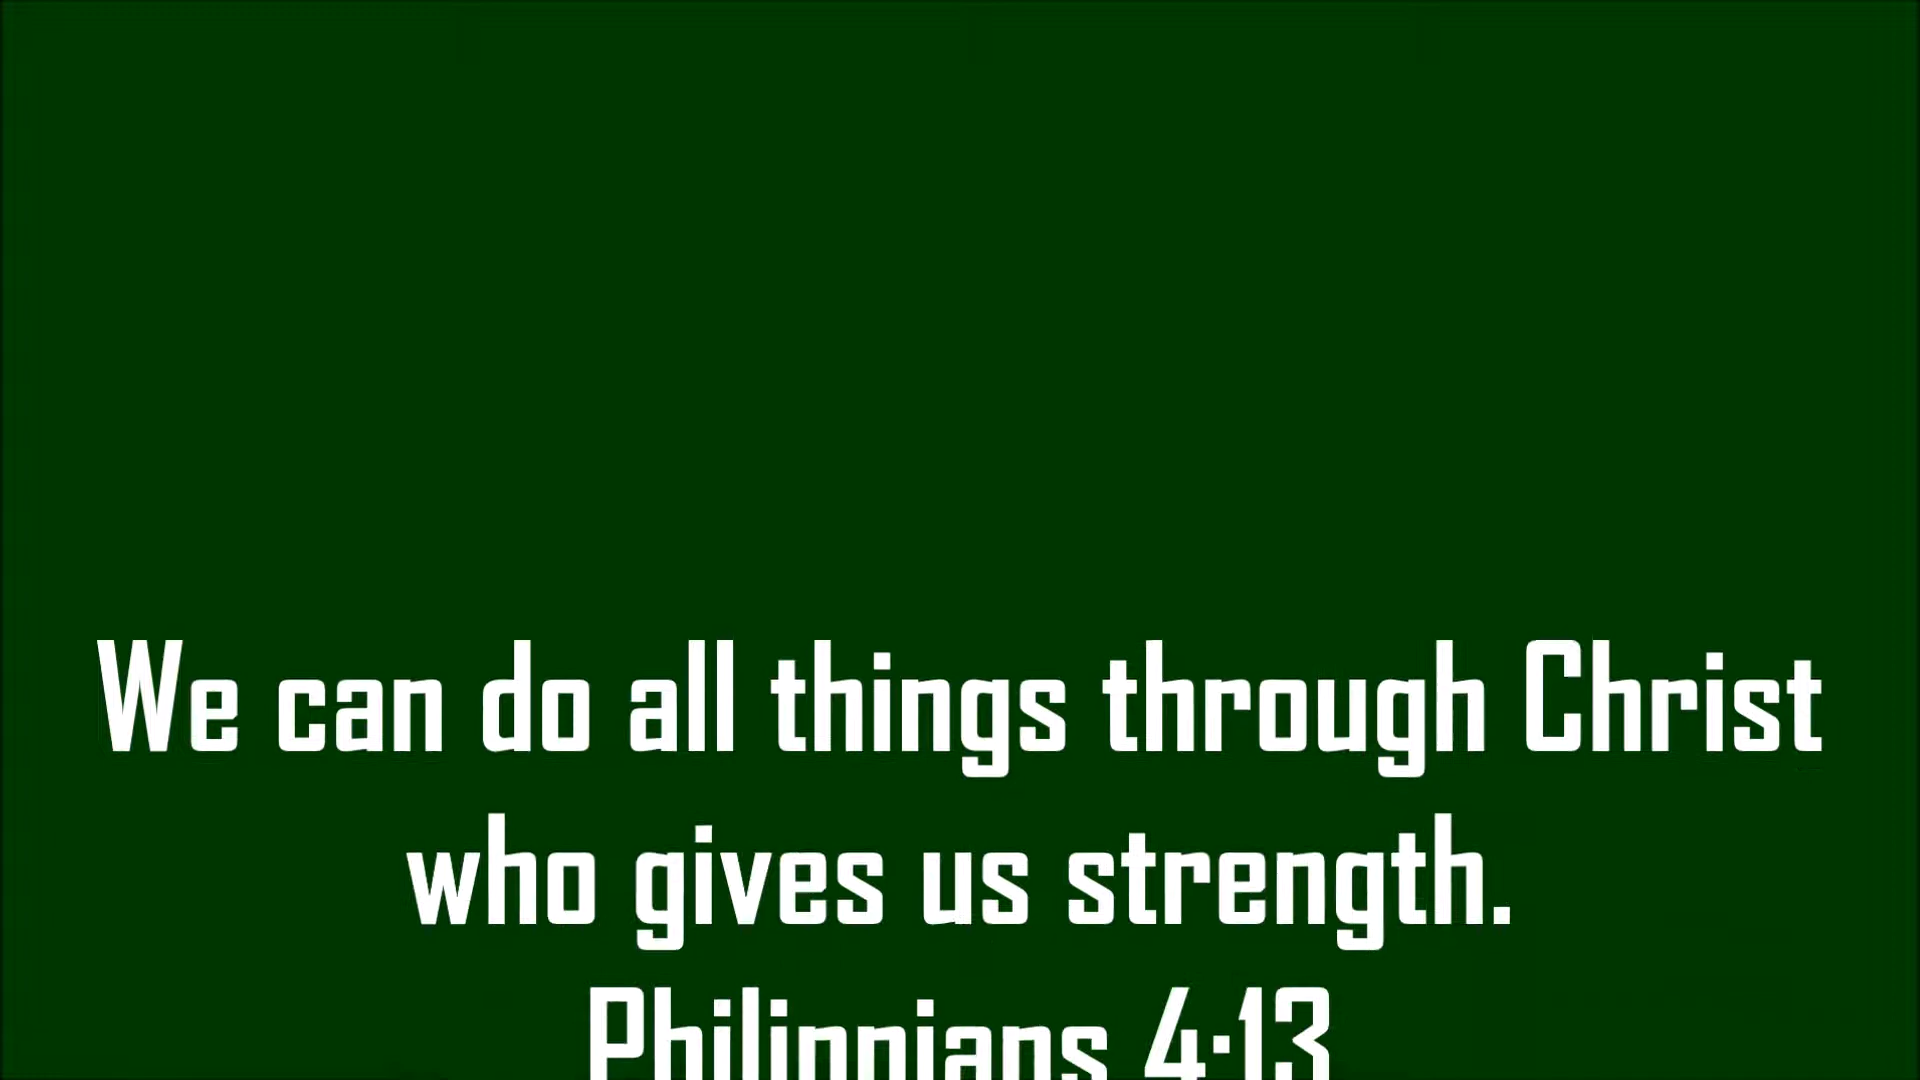 We can do all things through Christ
who gives us strength.
Philippians 4:13